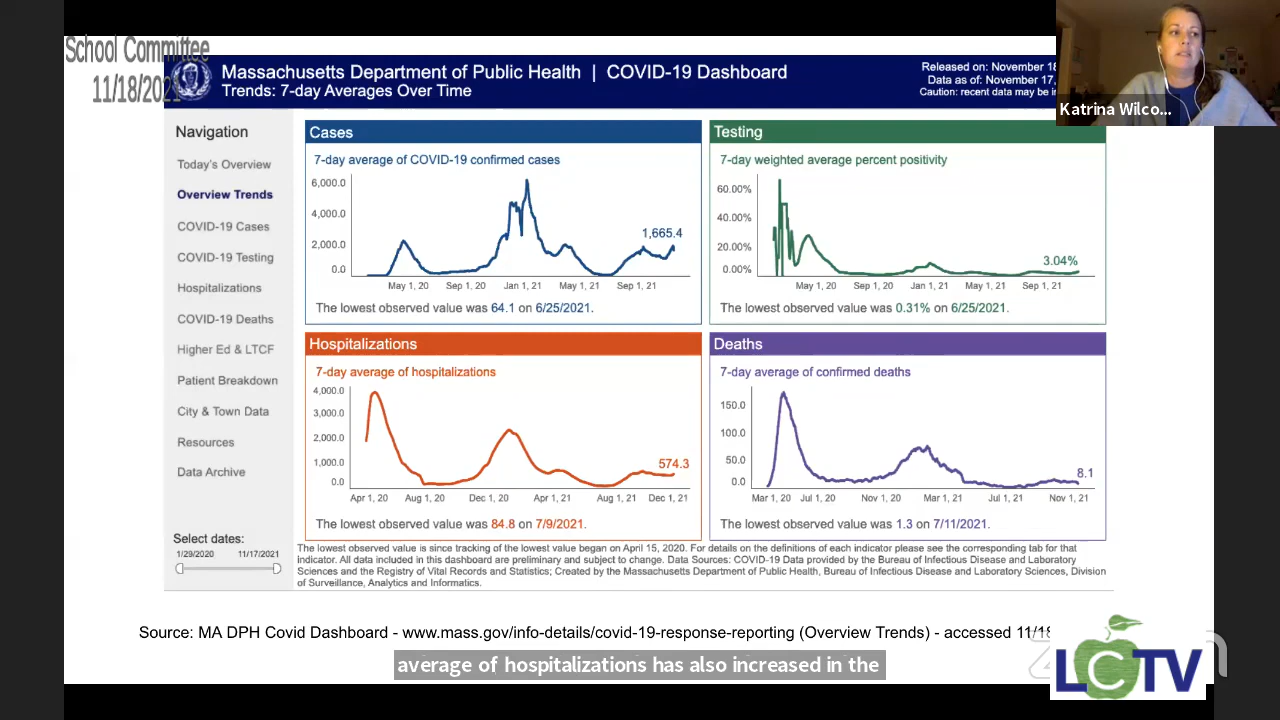 School Committee
11/18/2021
Massachusetts Department of Public Health | COVID-19 Dashboard
Trends: 7-day Averages Over Time
Released on: November 18
Data as of: November 17,
Caution: recent data may be in
Katrina Wilco...
Navigation
Today's Overview
Overview Trends
COVID-19 Cases
COVID-19 Testing
Hospitalizations
COVID-19 Deaths
Higher Ed & LTCF
Patient Breakdown
City & Town Data
Resources
Data Archive
Select dates:
1/29/2020 11/17/2021
Cases
7-day average of COVID-19 confirmed cases
6,000.0
4,000.0
2,000.0
0.0
1,665.4
May 1, 20 Sep 1, 20 Jan 1, 21 May 1, 21 Sep 1, 21
The lowest observed value was 64.1 on 6/25/2021.
Testing
7-day weighted average percent positivity
60.00%
40.00%
20.00%
0.00%
3.04%
May 1, 20 Sep 1, 20 Jan 1, 21 May 1, 21 Sep 1, 21
The lowest observed value was 0.31% on 6/25/2021.
Hospitalizations
7-day average of hospitalizations
4,000.0
3,000.0
2,000.0
1,000.0
0.0
574.3
Apr 1, 20 Aug 1, 20 Dec 1, 20 Apr 1, 21 Aug 1, 21 Dec 1, 21
The lowest observed value was 84.8 on 7/9/2021.
Deaths
7-day average of confirmed deaths
150.0
100.0
50.0
0.0
8.1
Mar 1, 20 Jul 1, 20 Nov 1, 20 Mar 1, 21 Jul 1, 21 Nov 1, 21
The lowest observed value was 1.3 on 7/11/2021.
The lowest observed value is since tracking of the lowest value began on April 15, 2020. For details on the definitions of each indicator please see the corresponding tab for that
indicator. All data included in this dashboard are preliminary and subject to change. Data Sources: COVID-19 Data provided by the Bureau of Infectious Disease and Laboratory
Sciences and the Registry of Vital Records and Statistics; Created by the Massachusetts Department of Public Health, Bureau of Infectious Disease and Laboratory Sciences, Division
of Surveillance, Analytics and Informatics.
Source: MA DPH Covid Dashboard - www.mass.gov/info-details/covid-19-response-reporting (Overview Trends) - accessed 11/18
average of hospitalizations has also increased in the
LCTV